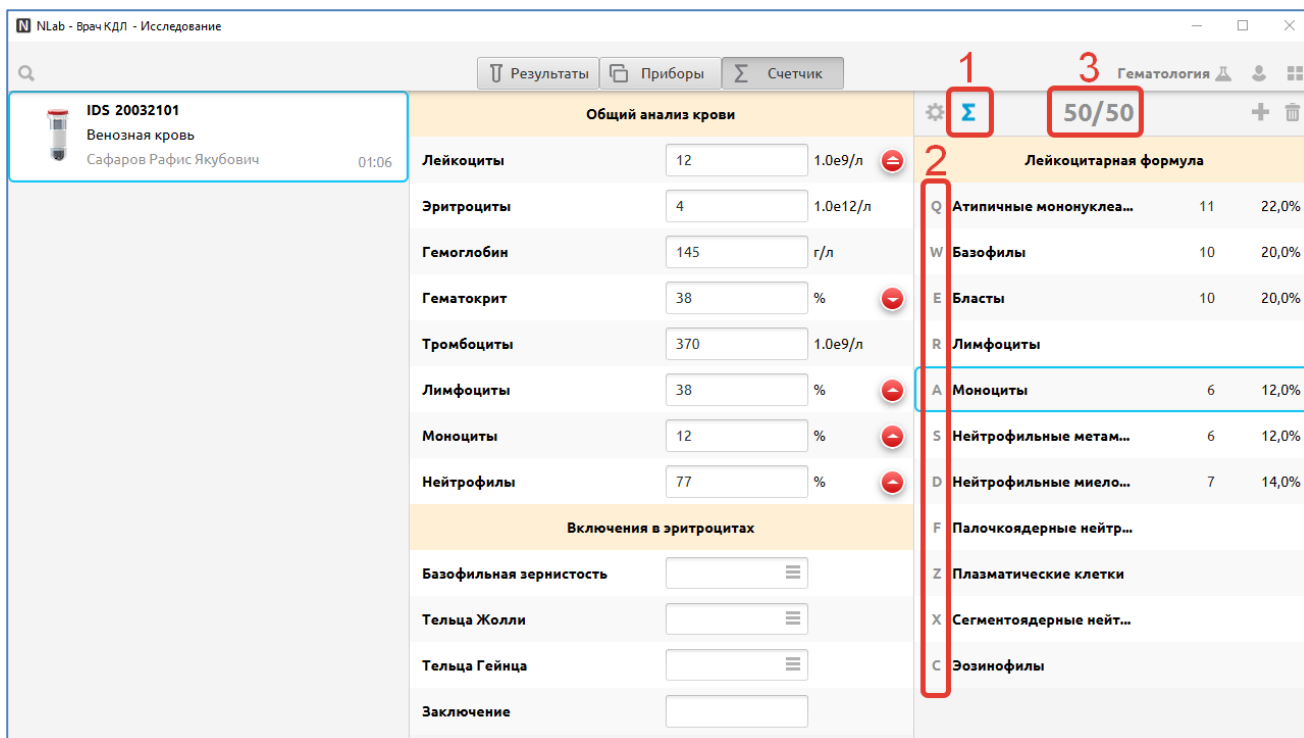 NLab - Врач КДЛ - Исследование
Результаты Приборы Σ Счетчик 1 3 Гематология
IDS 20032101
Венозная кровь
Сафаров Рафис Якубович 01:06
Общий анализ крови
Лейкоциты 12 1.0e9/л
Эритроциты 4 1.0e12/л
Гемоглобин 145 г/л
Гематокрит 38 %
Тромбоциты 370 1.0e9/л
Лимфоциты 38 %
Моноциты 12 %
Нейтрофилы 77 %
Включения в эритроцитах
Базофильная зернистость
Тельца Жолли
Тельца Гейнца
Заключение
Σ 50/50
2 Лейкоцитарная формула
Q Атипичные мононуклеа... 11 22,0%
W Базофилы 10 20,0%
E Бласты 10 20,0%
R Лимфоциты
A Моноциты 6 12,0%
S Нейтрофильные метам... 6 12,0%
D Нейтрофильные миело... 7 14,0%
F Палочкоядерные нейтр...
Z Плазматические клетки
X Сегментоядерные нейт...
C Эозинофилы